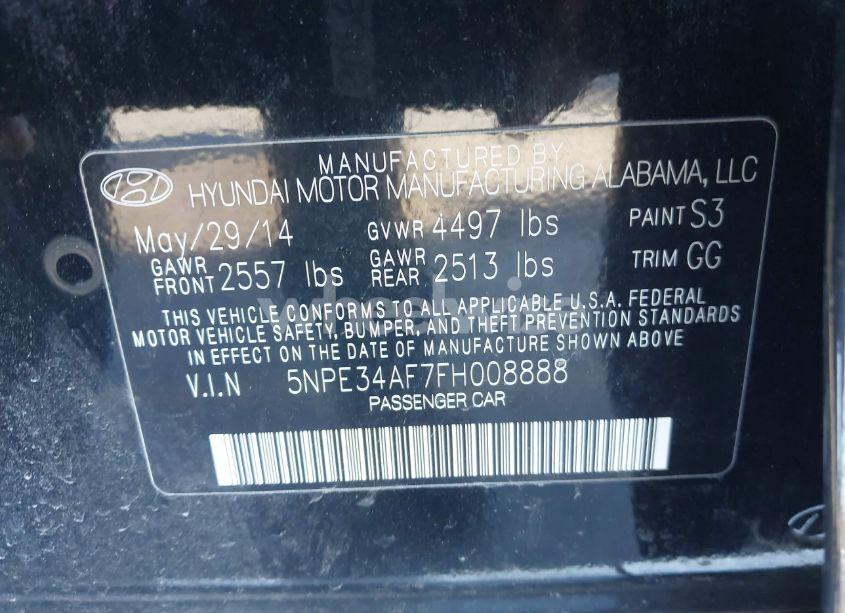 MANUFACTURED BY
HYUNDAI MOTOR MANUFACTURING ALABAMA, LLC
May/29/14 GVWR 4497 lbs PAINT S3
GAWR FRONT 2557 lbs GAWR REAR 2513 lbs TRIM GG
THIS VEHICLE CONFORMS TO ALL APPLICABLE U.S.A. FEDERAL
MOTOR VEHICLE SAFETY, BUMPER, AND THEFT PREVENTION STANDARDS
IN EFFECT ON THE DATE OF MANUFACTURE SHOWN ABOVE
V.I.N 5NPE34AF7FH008888
PASSENGER CAR